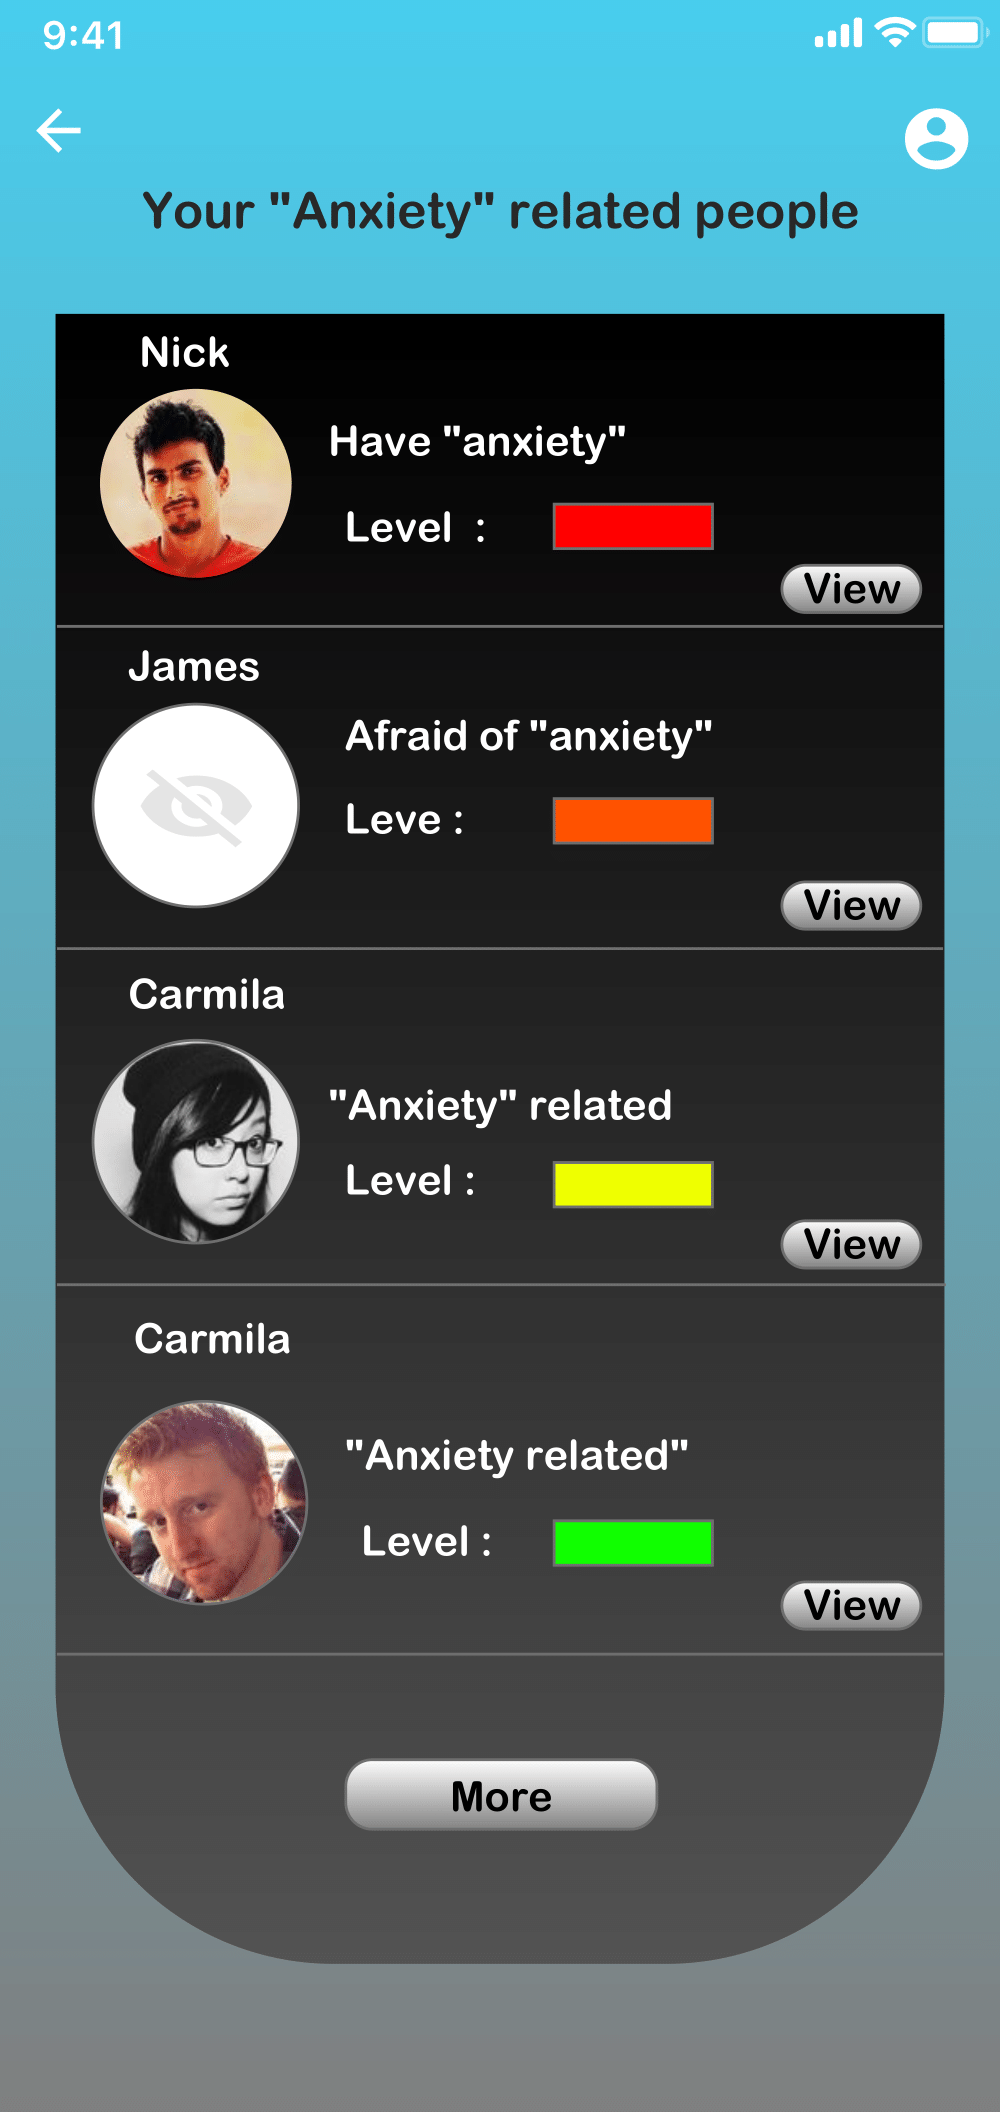 9:41
Your "Anxiety" related people
Nick
Have "anxiety"
Level :
View
James
Afraid of "anxiety"
Leve :
View
Carmila
"Anxiety" related
Level :
View
Carmila
"Anxiety related"
Level :
View
More